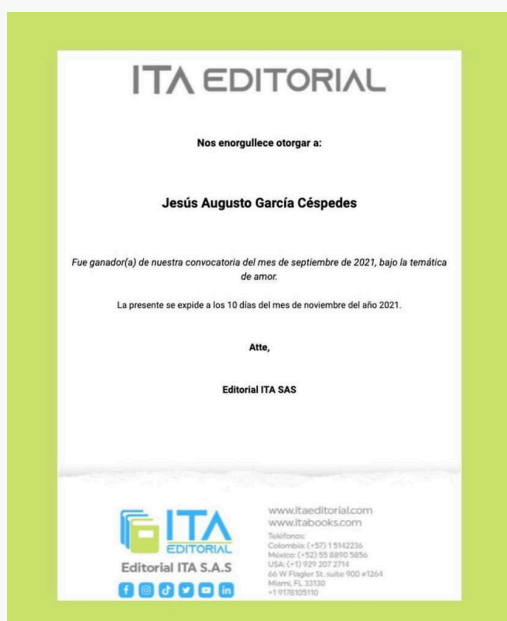 ITA EDITORIAL
Nos enorgullece otorgar a:
Jesús Augusto García Céspedes
Fue ganador(a) de nuestra convocatoria del mes de septiembre de 2021, bajo la temática
de amor.
La presente se expide a los 10 días del mes de noviembre del año 2021.
Atte,
Editorial ITA SAS
ITA
EDITORIAL
Editorial ITA S.A.S
www.itaeditorial.com
www.itabooks.com
Teléfonos:
Colombia: (+57) 1 5142236
México: (+52) 55 8890 5856
USA: (+1) 929 207 2714
66 W Flagler St. suite 900 #1264
Miami, FL 33130
+1 9178105110